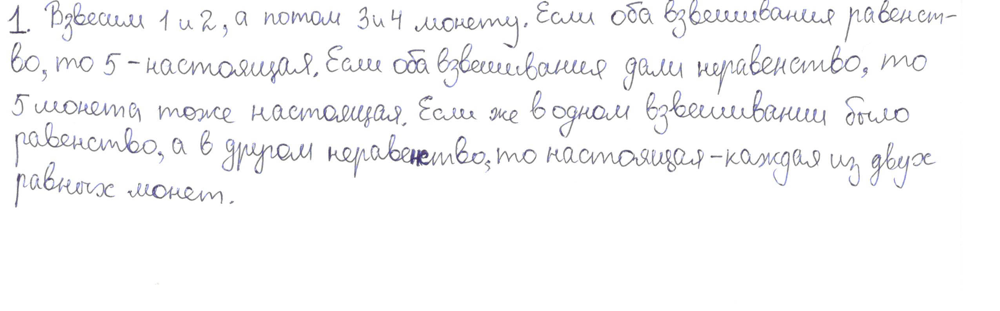 1. Взвесим 1 и 2, а потом 3 и 4 монету. Если оба взвешивания равенст-
во, то 5 – настоящая. Если оба взвешивания дали неравенство, то
5 монета тоже настоящая. Если же в одном взвешивании было
равенство, а в другом неравенство, то настоящая – каждая из двух
равных монет.